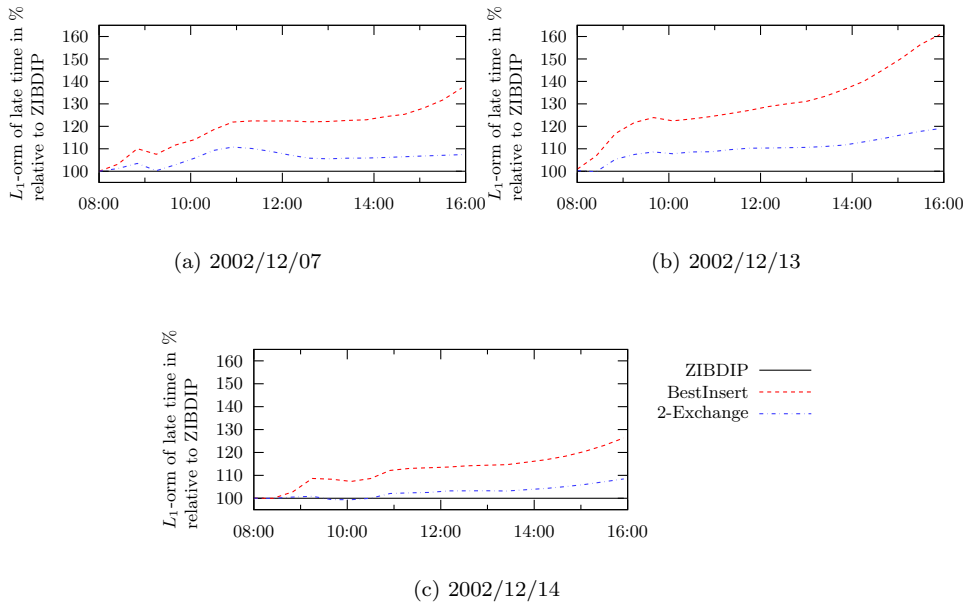 L₁-orm of late time in %
relative to ZIBDIP
160
150
140
130
120
110
100
08:00 10:00 12:00 14:00 16:00
(a) 2002/12/07
L₁-orm of late time in %
relative to ZIBDIP
160
150
140
130
120
110
100
08:00 10:00 12:00 14:00 16:00
(b) 2002/12/13
L₁-orm of late time in %
relative to ZIBDIP
160
150
140
130
120
110
100
08:00 10:00 12:00 14:00 16:00
(c) 2002/12/14
ZIBDIP
BestInsert
2-Exchange